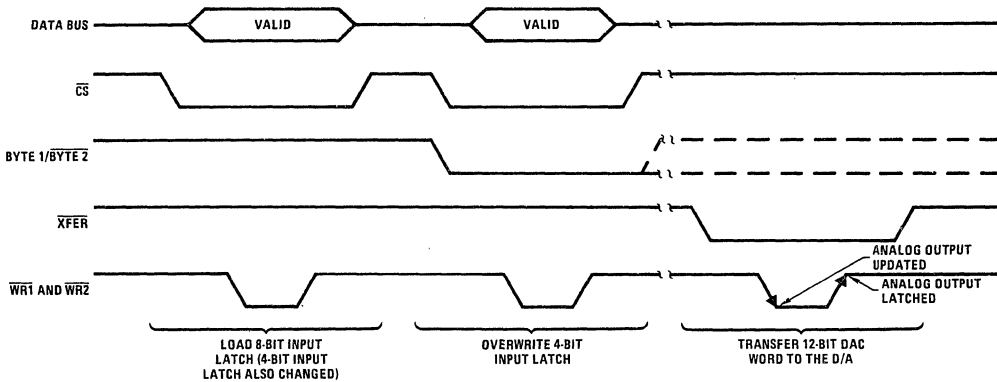 DATA BUS
VALID
VALID
CS
BYTE 1/BYTE 2
XFER
ANALOG OUTPUT
UPDATED
WR1 AND WR2
ANALOG OUTPUT
LATCHED
LOAD 8-BIT INPUT
LATCH (4-BIT INPUT
LATCH ALSO CHANGED)
OVERWRITE 4-BIT
INPUT LATCH
TRANSFER 12-BIT DAC
WORD TO THE D/A